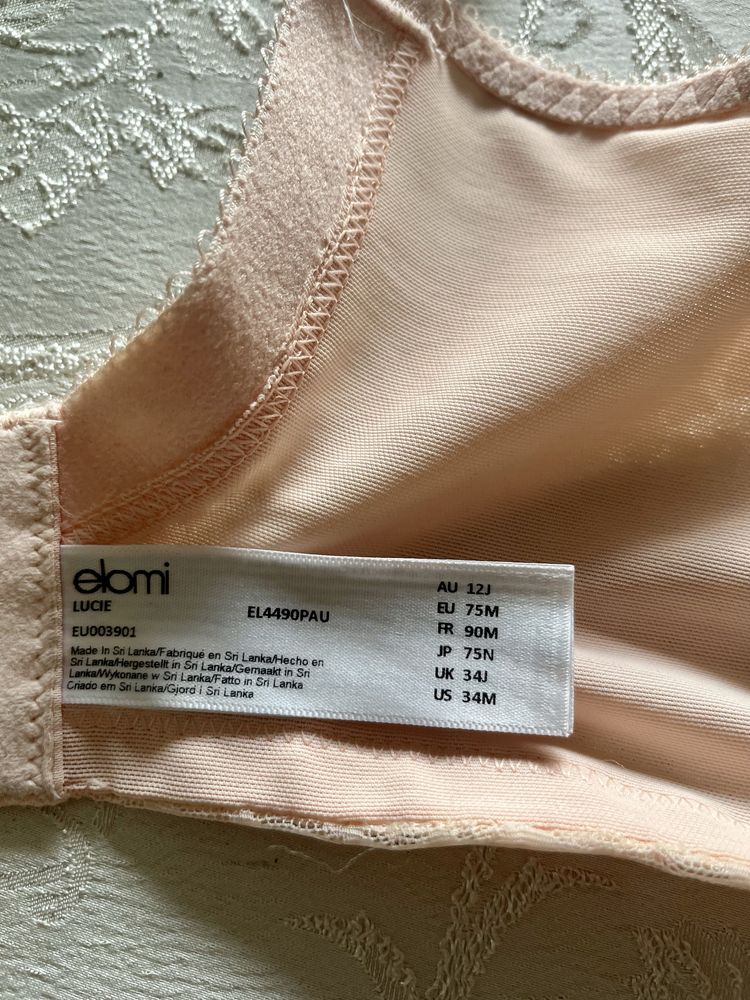 elomi
LUCIE
EL4490PAU
EU003901
Made In Sri Lanka/Fabriqué en Sri Lanka/Hecho en
Sri Lanka/Hergestellt in Sri Lanka/Gemaakt in Sri
Lanka/Wykonane w Sri Lanka/Fatto in Sri Lanka
Criado em Sri Lanka/Gjord i Sri Lanka
AU 12J
EU 75M
FR 90M
JP 75N
UK 34J
US 34M